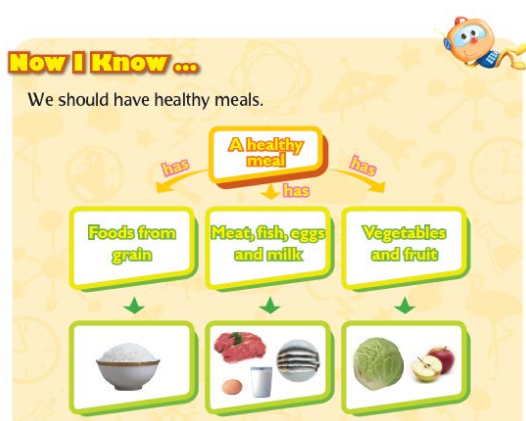 Now I Know ...
We should have healthy meals.
A healthy
meal
has
has
has
Foods from
grain
Meat, fish, eggs
and milk
Vegetables
and fruit